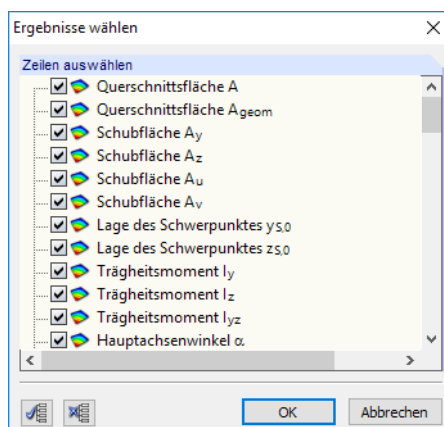 Ergebnisse wählen
Zeilen auswählen
Querschnittsfläche A
Querschnittsfläche Ageom
Schubfläche Ay
Schubfläche Az
Schubfläche Au
Schubfläche Av
Lage des Schwerpunktes yS,0
Lage des Schwerpunktes zS,0
Trägheitsmoment Iy
Trägheitsmoment Iz
Trägheitsmoment Iyz
Hauptachsenwinkel α
OK Abbrechen